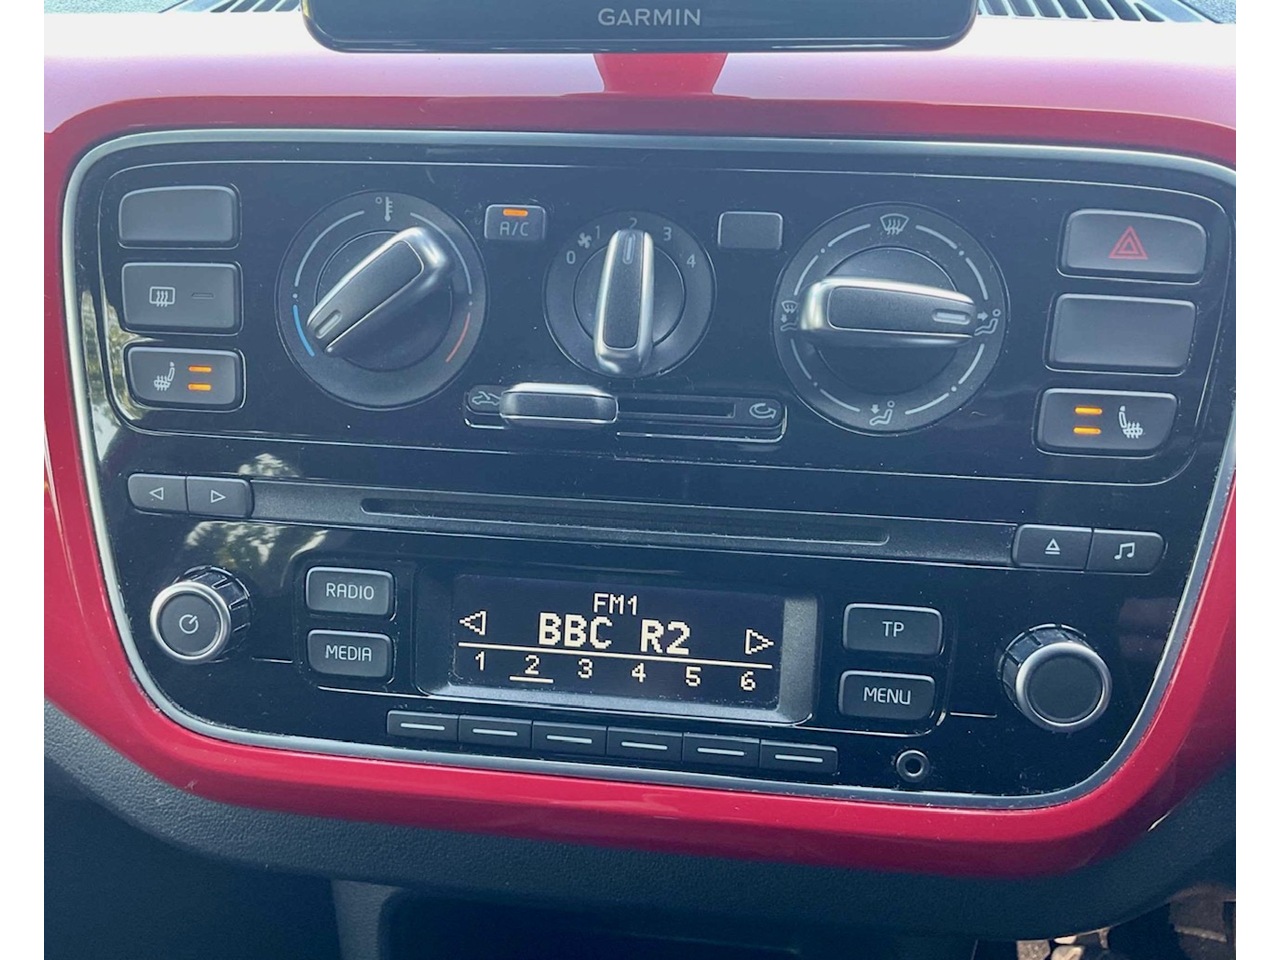 GARMIN
A/C
0 1 2 3 4
RADIO
MEDIA
FM1
BBC R2
1 2 3 4 5 6
TP
MENU